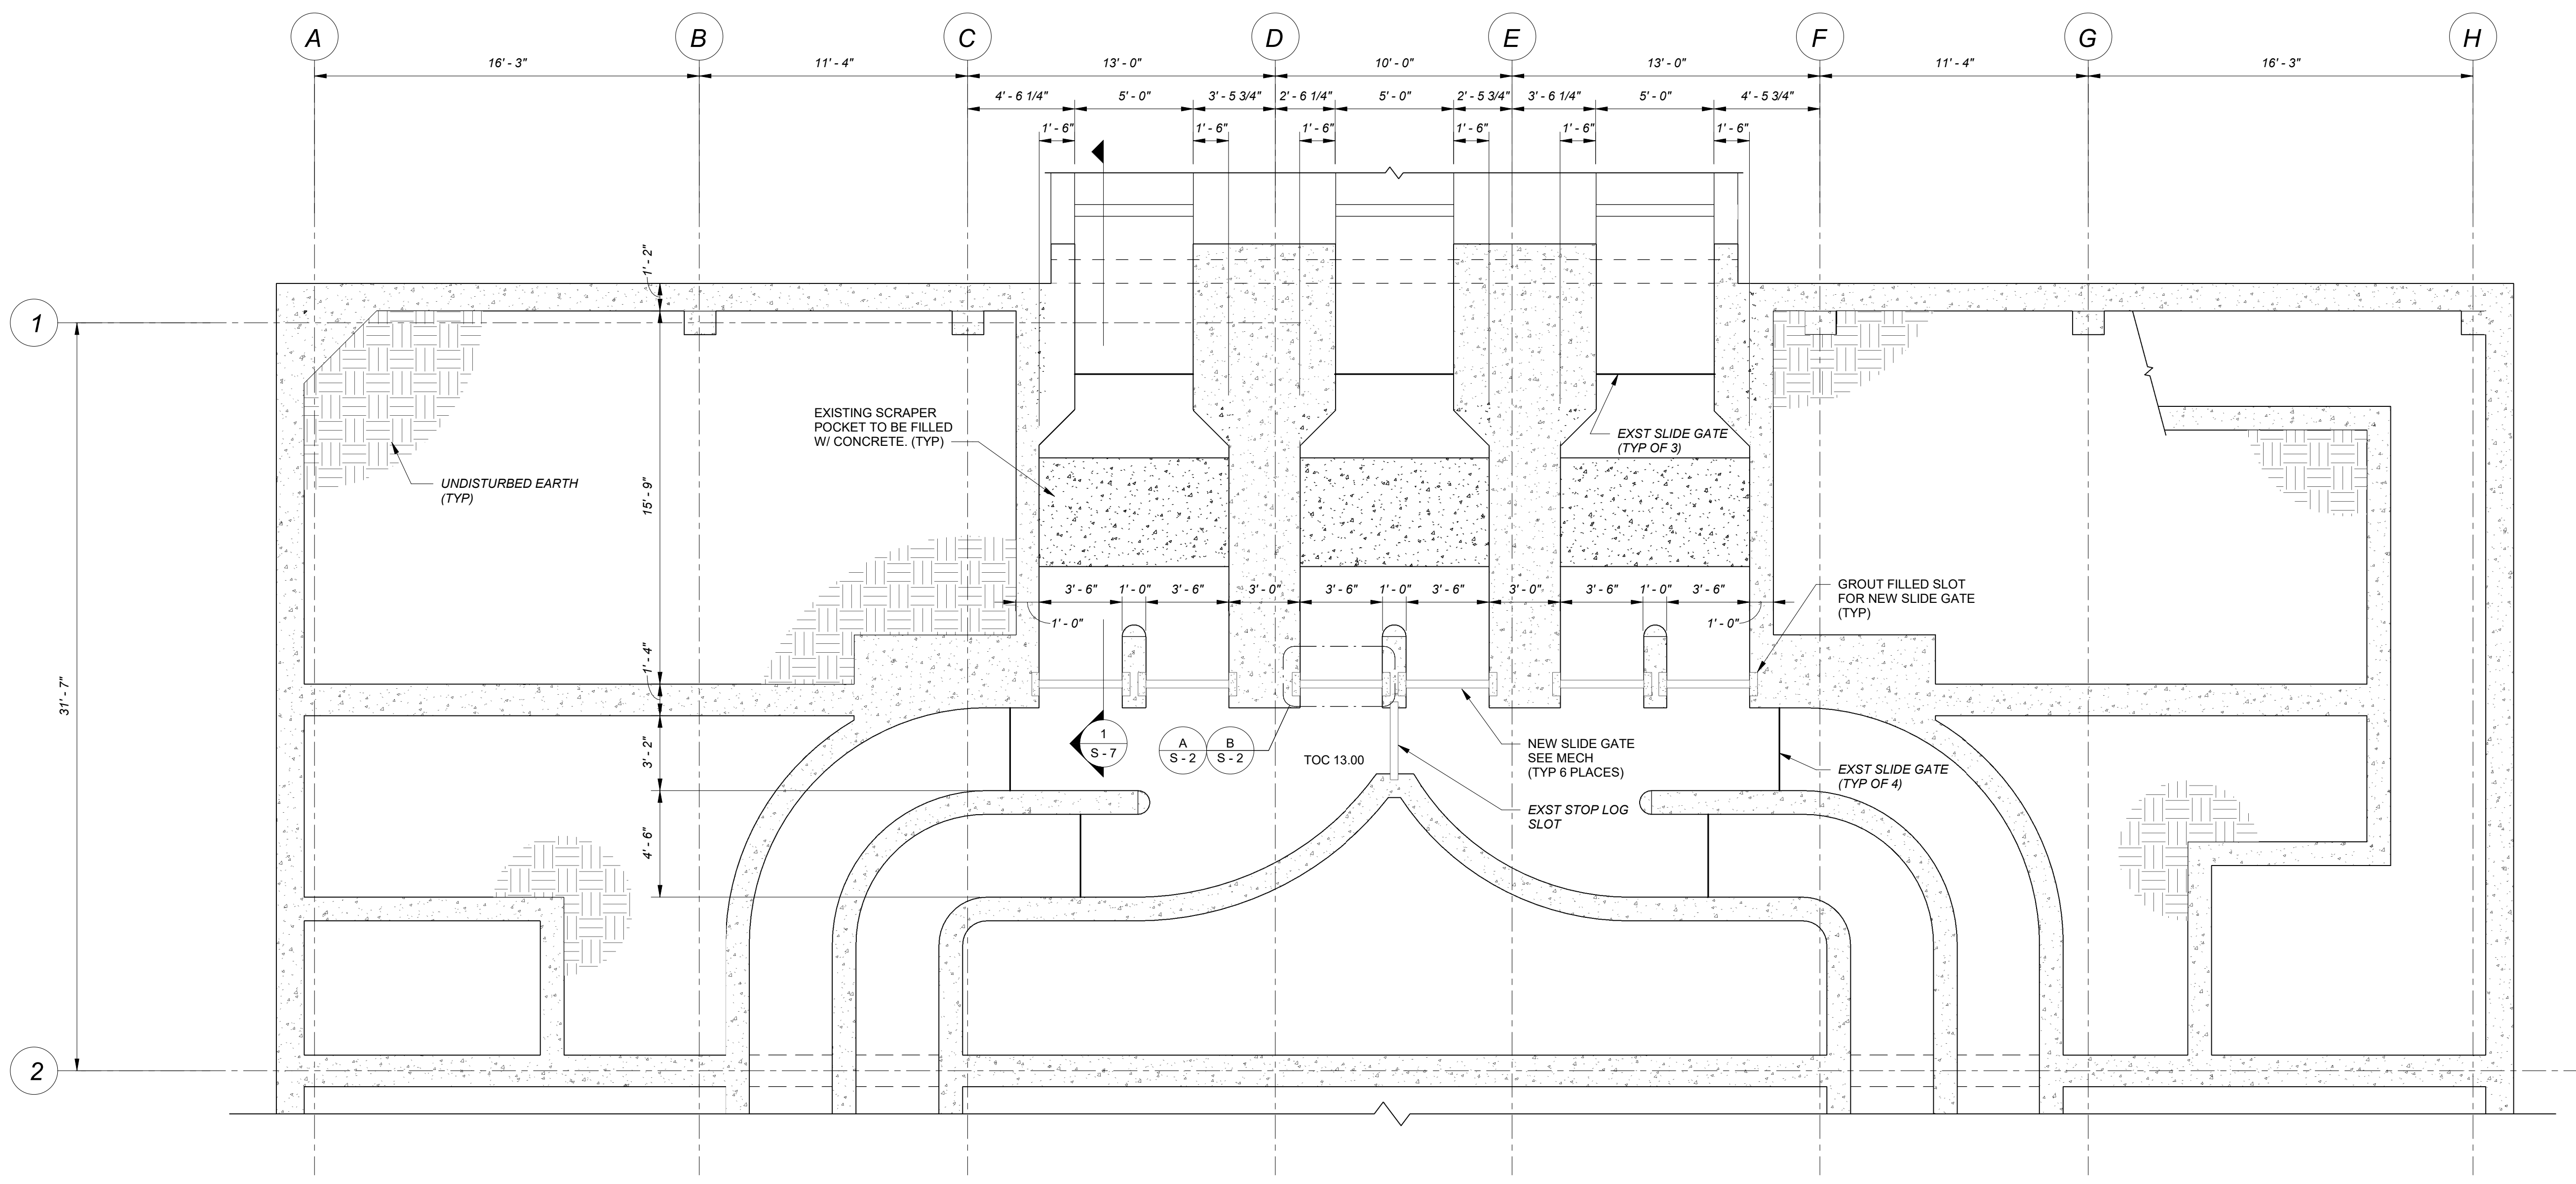 A B C D E F G H
16' - 3" 11' - 4" 13' - 0" 10' - 0" 13' - 0" 11' - 4" 16' - 3"
4' - 6 1/4" 5' - 0" 3' - 5 3/4" 2' - 6 1/4" 5' - 0" 2' - 5 3/4" 3' - 6 1/4" 5' - 0" 4' - 5 3/4"
1' - 6" 1' - 6" 1' - 6" 1' - 6" 1' - 6" 1' - 6"
1' - 2"
1
EXISTING SCRAPER
POCKET TO BE FILLED
W/ CONCRETE. (TYP)
EXST SLIDE GATE
(TYP OF 3)
UNDISTURBED EARTH
(TYP)
15' - 9"
3' - 6" 1' - 0" 3' - 6" 3' - 0" 3' - 6" 1' - 0" 3' - 6" 3' - 0" 3' - 6" 1' - 0" 3' - 6"
1' - 0" 1' - 0"
GROUT FILLED SLOT
FOR NEW SLIDE GATE
(TYP)
1' - 4"
31' - 7"
3' - 2"
1
S - 7
A B
S - 2 S - 2
TOC 13.00
NEW SLIDE GATE
SEE MECH
(TYP 6 PLACES)
EXST SLIDE GATE
(TYP OF 4)
EXST STOP LOG
SLOT
4' - 6"
2